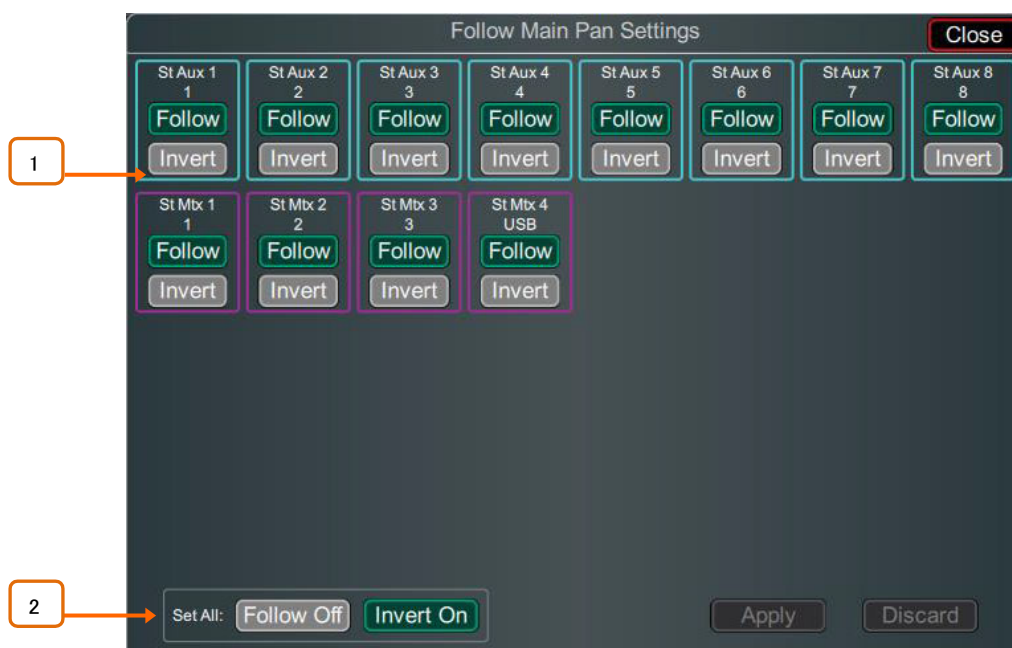 Follow Main Pan Settings
Close
St Aux 1 St Aux 2 St Aux 3 St Aux 4 St Aux 5 St Aux 6 St Aux 7 St Aux 8
1 2 3 4 5 6 7 8
Follow Follow Follow Follow Follow Follow Follow Follow
1
Invert Invert Invert Invert Invert Invert Invert Invert
St Mtx 1 St Mtx 2 St Mtx 3 St Mtx 4
1 2 3 USB
Follow Follow Follow Follow
Invert Invert Invert Invert
2
Set All: Follow Off Invert On Apply Discard